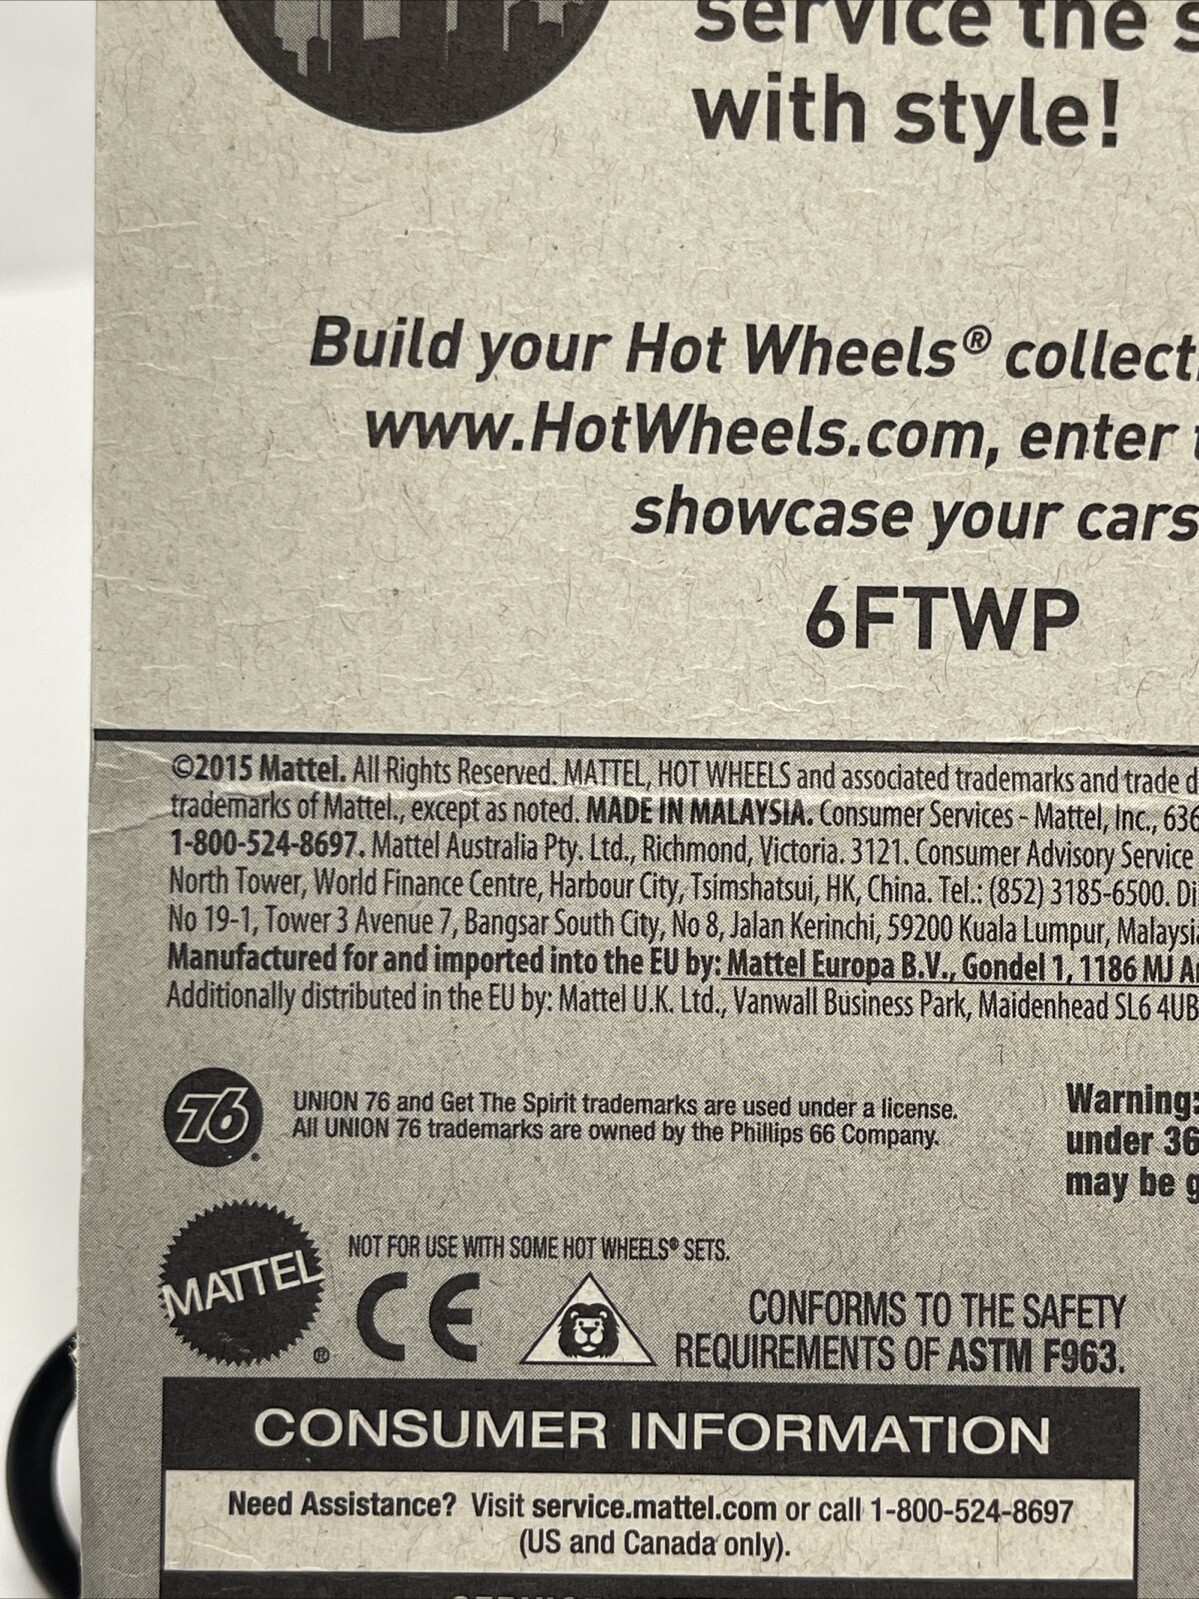 service the s
with style!
Build your Hot Wheels® collect
www.HotWheels.com, enter
showcase your cars
6FTWP
©2015 Mattel. All Rights Reserved. MATTEL, HOT WHEELS and associated trademarks and trade d
trademarks of Mattel., except as noted. MADE IN MALAYSIA. Consumer Services - Mattel, Inc., 636
1-800-524-8697. Mattel Australia Pty. Ltd., Richmond, Victoria. 3121. Consumer Advisory Service
North Tower, World Finance Centre, Harbour City, Tsimshatsui, HK, China. Tel.: (852) 3185-6500. Di
No 19-1, Tower 3 Avenue 7, Bangsar South City, No 8, Jalan Kerinchi, 59200 Kuala Lumpur, Malaysia
Manufactured for and imported into the EU by: Mattel Europa B.V., Gondel 1, 1186 MJ A
Additionally distributed in the EU by: Mattel U.K. Ltd., Vanwall Business Park, Maidenhead SL6 4UB
76
UNION 76 and Get The Spirit trademarks are used under a license.
All UNION 76 trademarks are owned by the Phillips 66 Company.
Warning:
under 36
may be g
MATTEL ®
NOT FOR USE WITH SOME HOT WHEELS® SETS.
CE
CONFORMS TO THE SAFETY
REQUIREMENTS OF ASTM F963.
CONSUMER INFORMATION
Need Assistance? Visit service.mattel.com or call 1-800-524-8697
(US and Canada only).